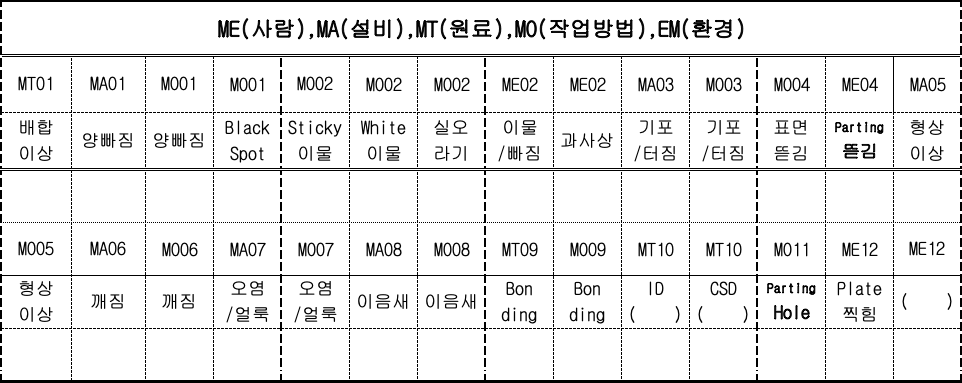 ME(사람),MA(설비),MT(원료),MO(작업방법),EM(환경)
MT01 MA01 MO01 MO01 MO02 MO02 MO02 ME02 ME02 MA03 MO03 MO04 ME04 MA05
배합 양빠짐 양빠짐 Black Sticky White 실오 이물 과사상 기포 기포 표면 Parting 형상
이상 Spot 이물 이물 라기 /빠짐 /터짐 /터짐 뜯김 뜯김 이상
MO05 MA06 MO06 MA07 MO07 MA08 MO08 MT09 MO09 MT10 MT10 MO11 ME12 ME12
형상 깨짐 깨짐 오염 오염 이음새 이음새 Bon Bon ID CSD Parting Plate ( )
이상 /얼룩 /얼룩 ding ding ( ) ( ) Hole 찍힘